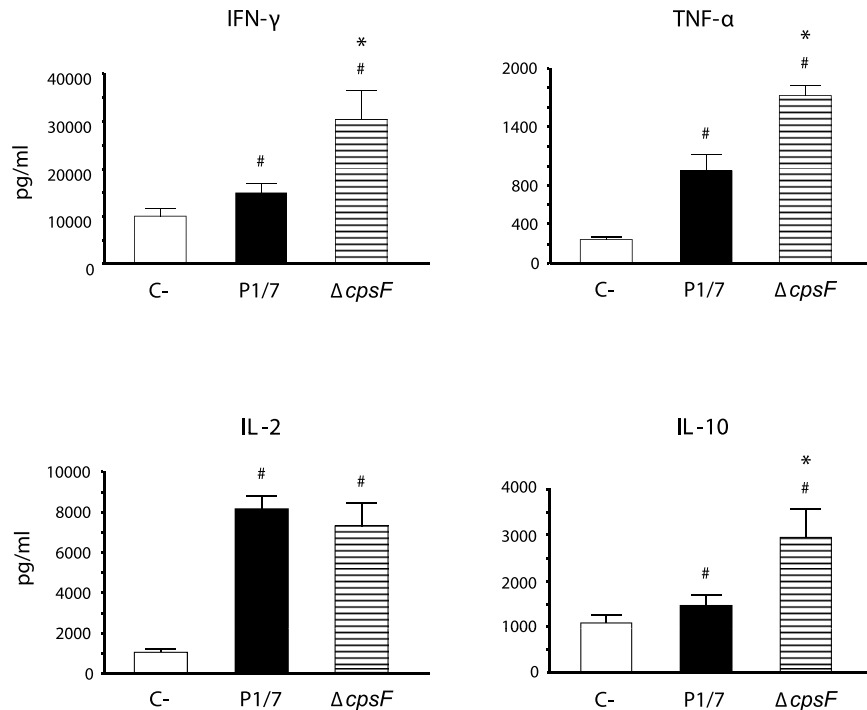 IFN-γ
*
#
#
40000
30000
20000
10000
0
pg/ml
C-
P1/7
ΔcpsF
TNF-α
*
#
#
2000
1400
800
400
0
C-
P1/7
ΔcpsF
IL-2
#
#
10000
8000
6000
4000
2000
0
pg/ml
C-
P1/7
ΔcpsF
IL-10
*
#
#
4000
3000
2000
1000
0
C-
P1/7
ΔcpsF